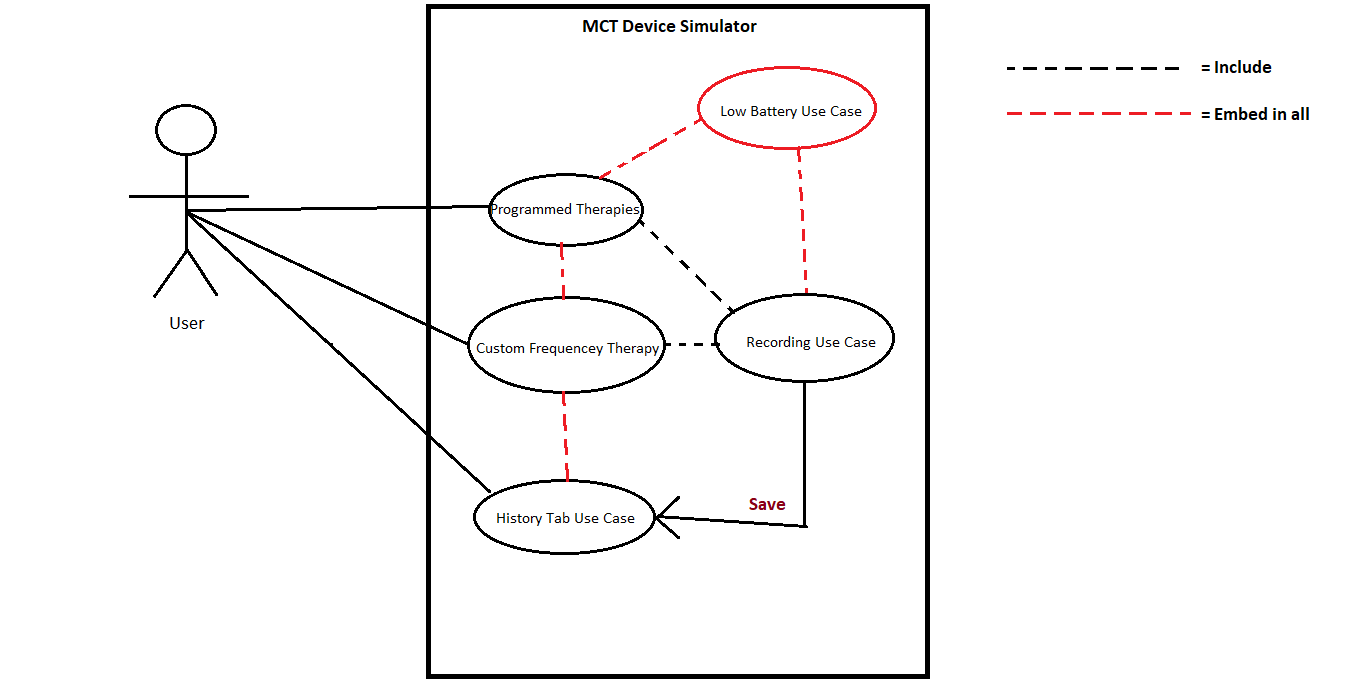 MCT Device Simulator
= Include
Low Battery Use Case
= Embed in all
Programmed Therapies
User
Custom Frequencey Therapy
Recording Use Case
Save
History Tab Use Case